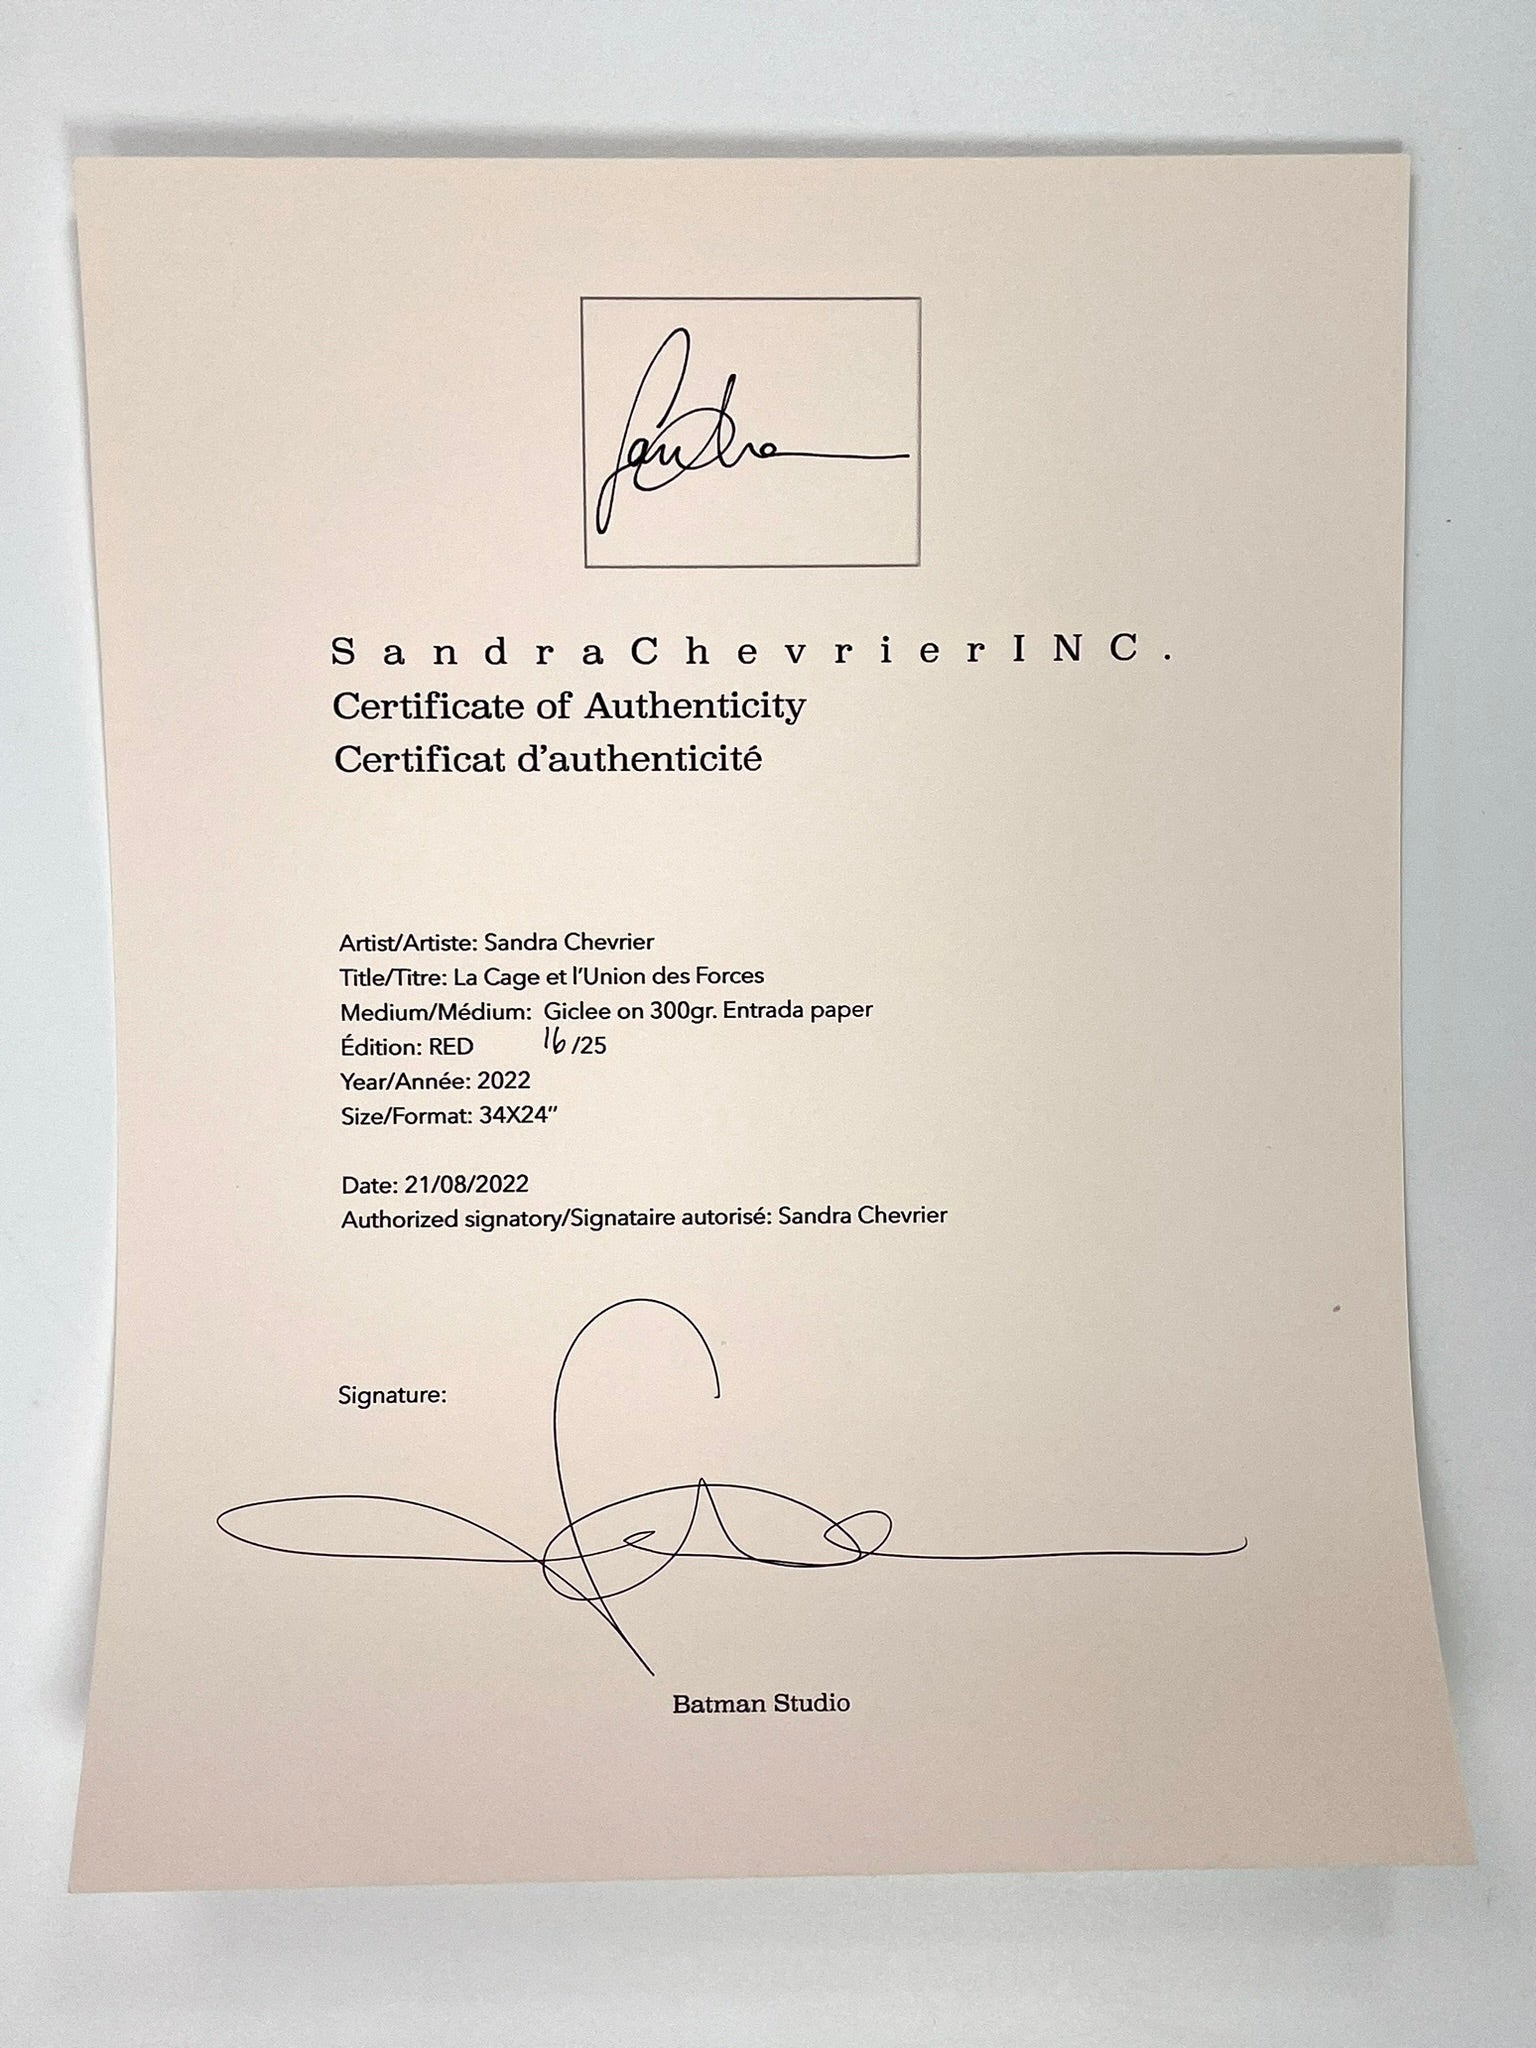 Sandra
S a n d r a C h e v r i e r I N C .
Certificate of Authenticity
Certificat d'authenticité
Artist/Artiste: Sandra Chevrier
Title/Titre: La Cage et l'Union des Forces
Medium/Médium: Giclee on 300gr. Entrada paper
Édition: RED 16/25
Year/Année: 2022
Size/Format: 34X24"
Date: 21/08/2022
Authorized signatory/Signataire autorisé: Sandra Chevrier
Signature:
Batman Studio